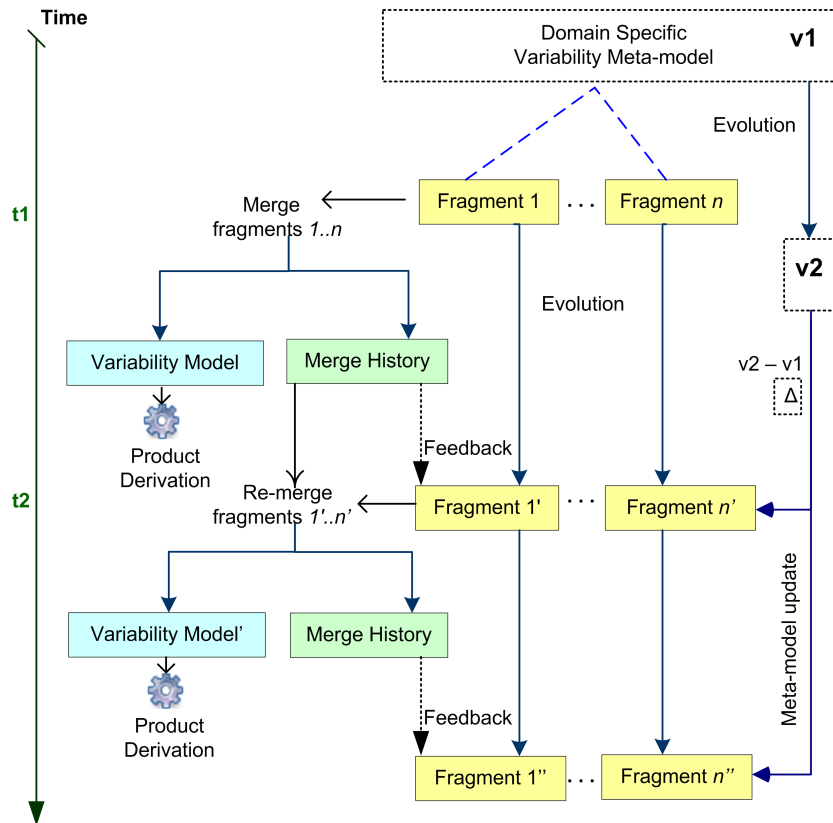 Time
Domain Specific
Variability Meta-model
v1
Evolution
t1
Merge
fragments 1..n
Fragment 1
...
Fragment n
v2
Evolution
Variability Model
Merge History
v2 – v1
Δ
Product
Derivation
Feedback
t2
Re-merge
fragments 1'..n’
Fragment 1'
...
Fragment n’
Meta-model update
Variability Model’
Merge History
Product
Derivation
Feedback
Fragment 1’’
...
Fragment n’’